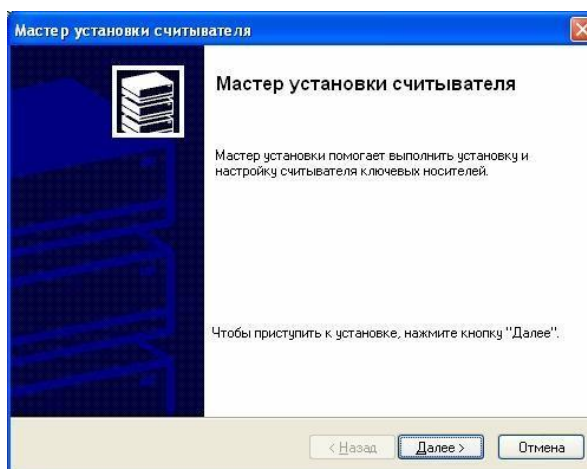 Мастер установки считывателя
Мастер установки считывателя
Мастер установки помогает выполнить установку и
настройку считывателя ключевых носителей.
Чтобы приступить к установке, нажмите кнопку "Далее".
< Назад Далее > Отмена